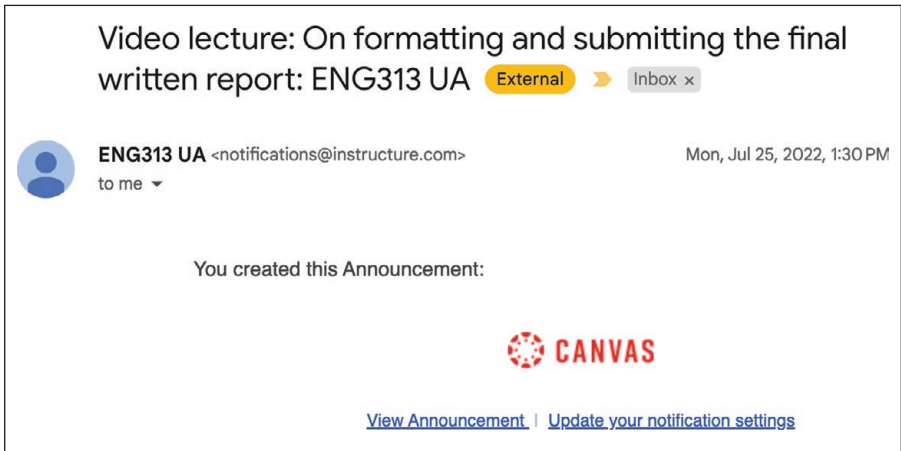 Video lecture: On formatting and submitting the final
written report: ENG313 UA External Inbox x
ENG313 UA <notifications@instructure.com> Mon, Jul 25, 2022, 1:30 PM
to me
You created this Announcement:
CANVAS
View Announcement | Update your notification settings